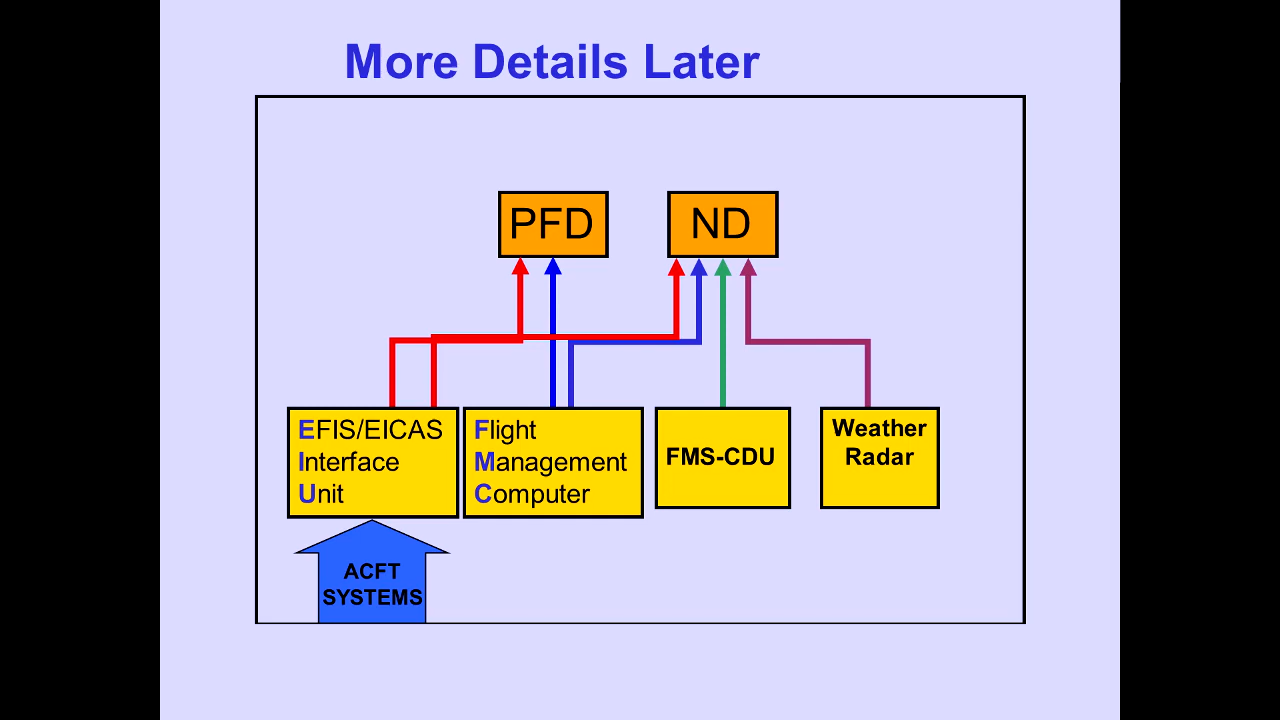 More Details Later
PFD
ND
EFIS/EICAS
Interface
Unit
Flight
Management
Computer
FMS-CDU
Weather
Radar
ACFT
SYSTEMS